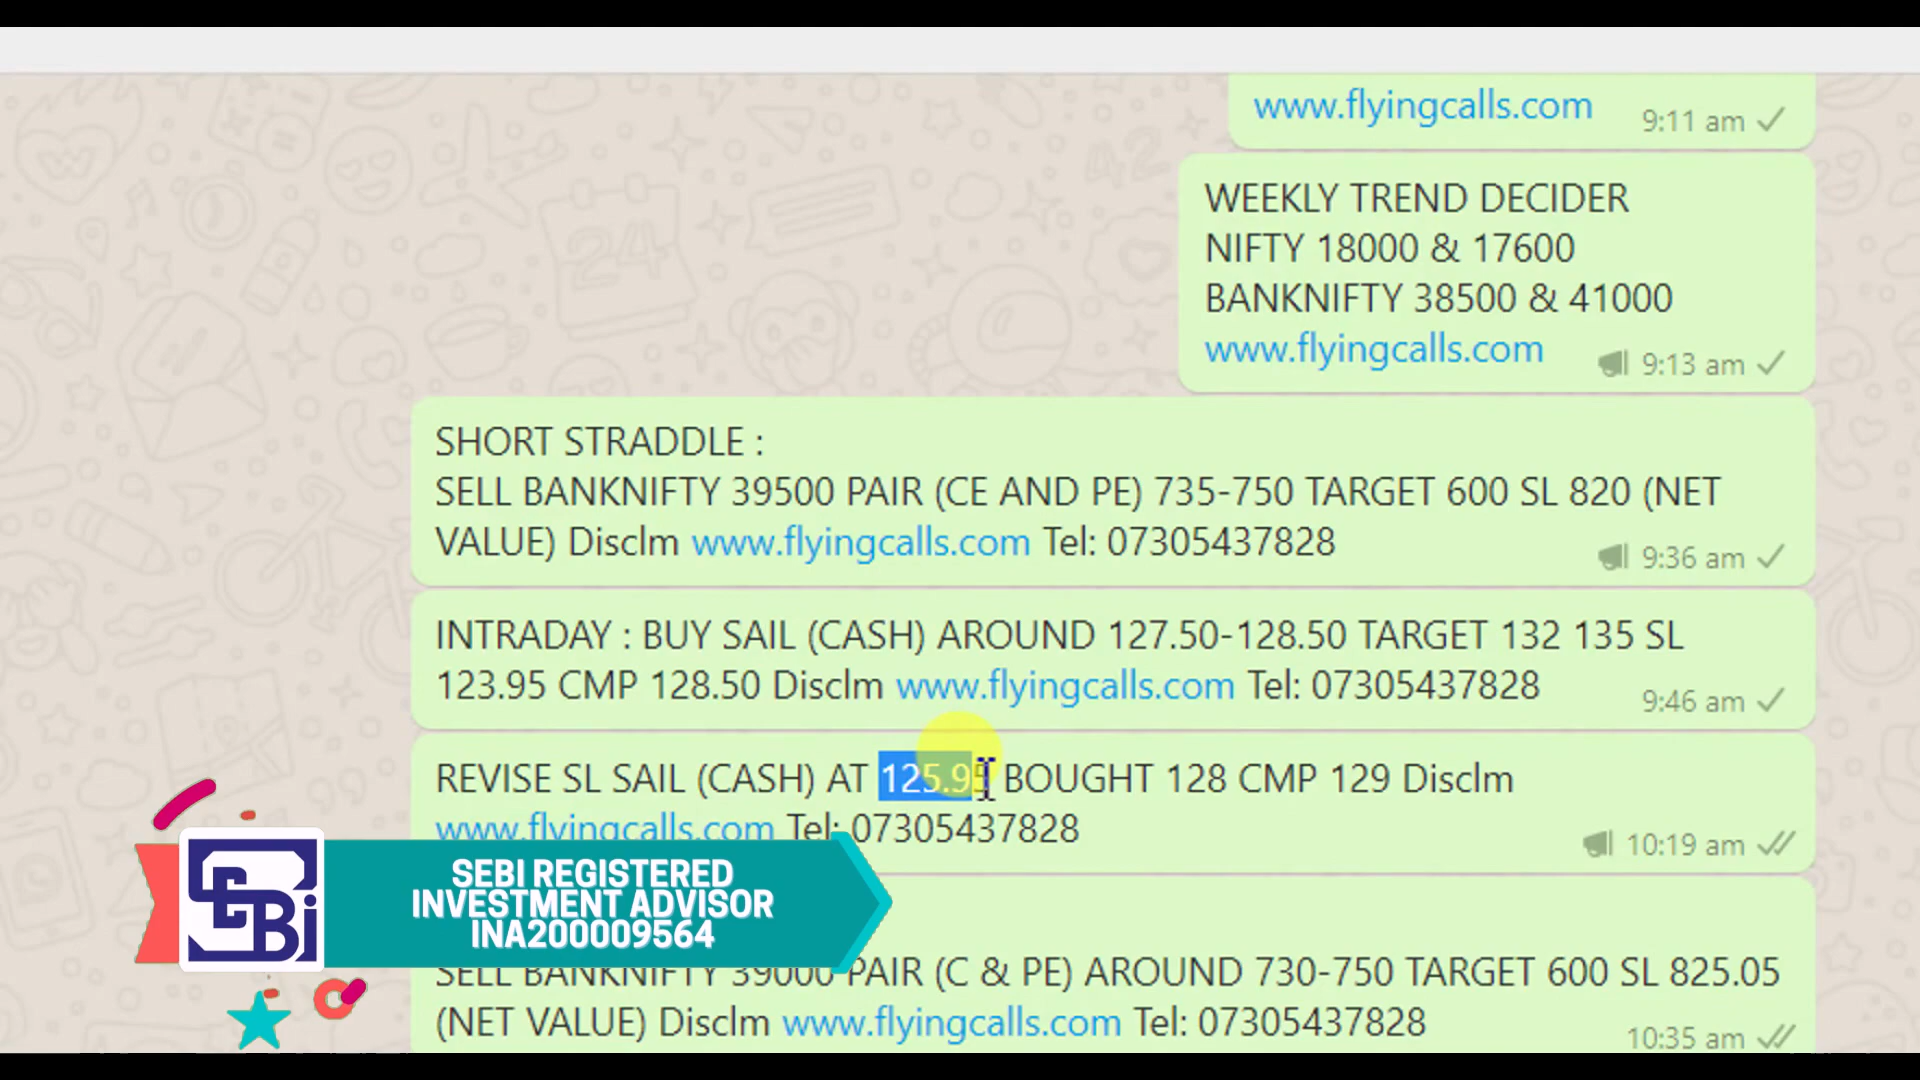 www.flyingcalls.com
9:11 am
WEEKLY TREND DECIDER
NIFTY 18000 & 17600
BANKNIFTY 38500 & 41000
www.flyingcalls.com
9:13 am
SHORT STRADDLE :
SELL BANKNIFTY 39500 PAIR (CE AND PE) 735-750 TARGET 600 SL 820 (NET
VALUE) Disclm www.flyingcalls.com Tel: 07305437828
9:36 am
INTRADAY : BUY SAIL (CASH) AROUND 127.50-128.50 TARGET 132 135 SL
123.95 CMP 128.50 Disclm www.flyingcalls.com Tel: 07305437828
9:46 am
REVISE SL SAIL (CASH) AT 125.95 BOUGHT 128 CMP 129 Disclm
www.flyingcalls.com Tel: 07305437828
10:19 am
SEBI
SEBI REGISTERED
INVESTMENT ADVISOR
INA200009564
SELL BANKNIFTY 39000 PAIR (C & PE) AROUND 730-750 TARGET 600 SL 825.05
(NET VALUE) Disclm www.flyingcalls.com Tel: 07305437828
10:35 am